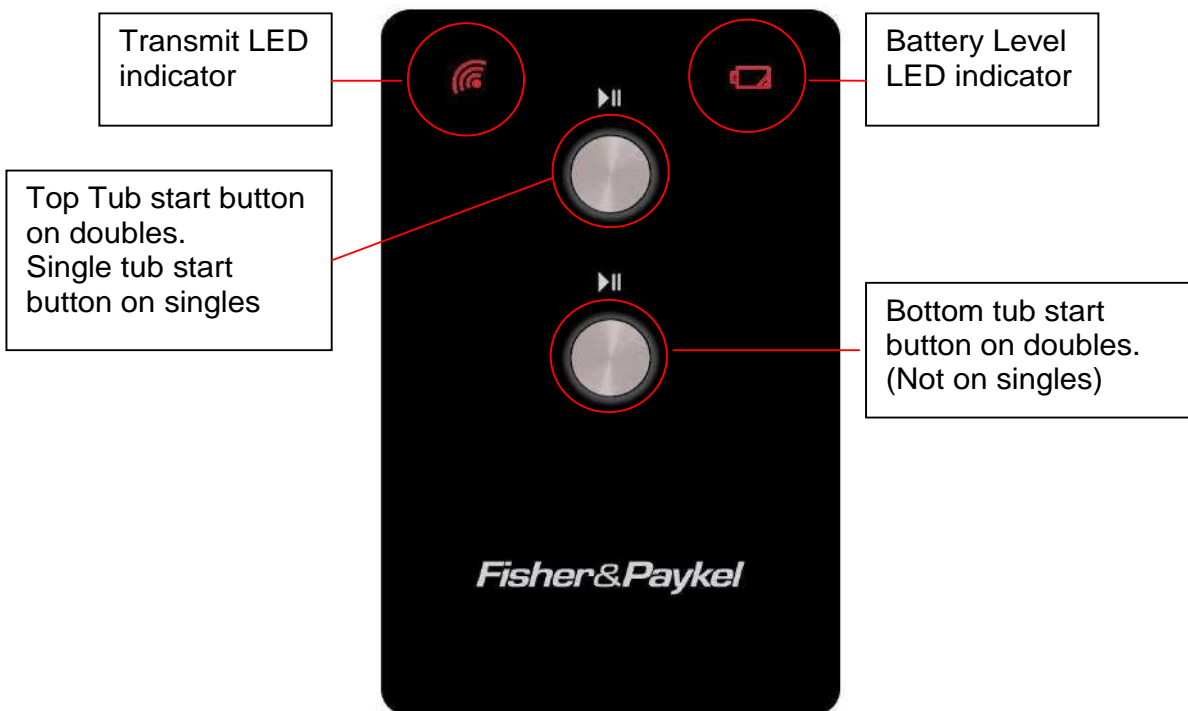 Transmit LED
indicator
Battery Level
LED indicator
Top Tub start button
on doubles.
Single tub start
button on singles
Bottom tub start
button on doubles.
(Not on singles)
Fisher&Paykel